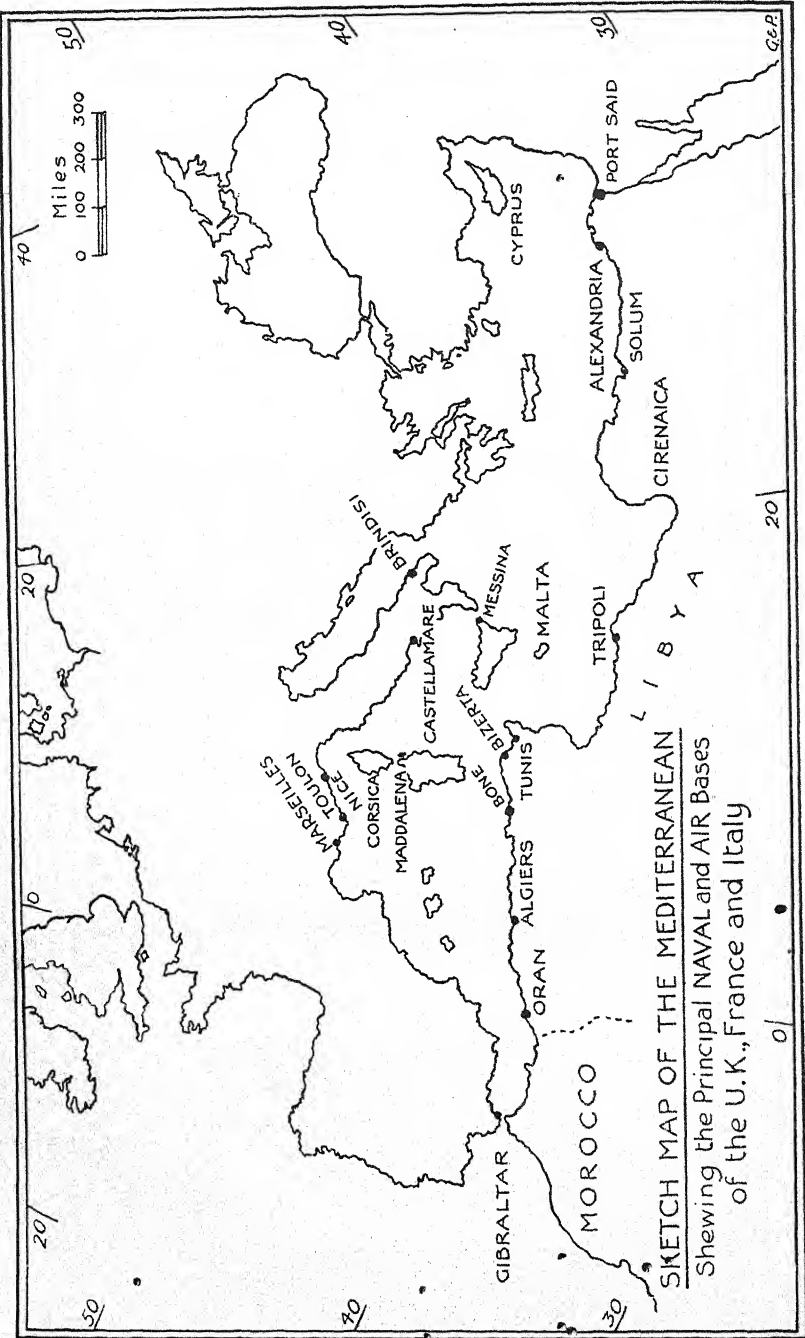 20
0
20
40
50
50
Miles
0 100 200 300
40
40
MARSEILLES
TOULON
NICE
CORSICA
MADDALENA
CASTELLAMARE
BRINDISI
MESSINA
MALTA
CYPRUS
GIBRALTAR
ORAN
ALGIERS
BONE
BIZERTA
TUNIS
TRIPOLI
CIRENAICA
SOLUM
ALEXANDRIA
PORT SAID
MOROCCO
LIBYA
30
30
0
20
SKETCH MAP OF THE MEDITERRANEAN
Shewing the Principal NAVAL and AIR Bases
of the U.K., France and Italy
G.&P.